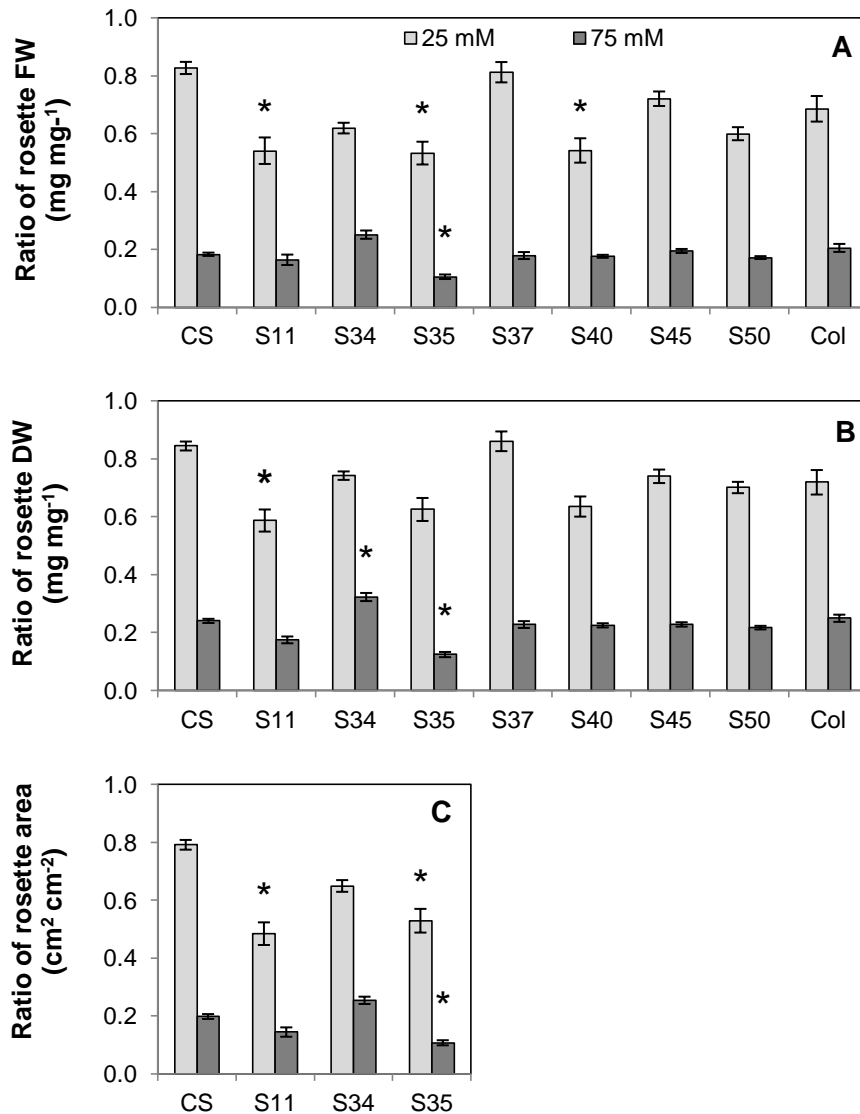 1.0
25 mM
75 mM
A
0.8
*
*
*
0.6
0.4
*
0.2
0.0
Ratio of rosette FW
(mg mg-¹)
CS S11 S34 S35 S37 S40 S45 S50 Col
1.0
B
0.8
*
0.6
*
0.4
*
0.2
0.0
Ratio of rosette DW
(mg mg⁻¹)
CS S11 S34 S35 S37 S40 S45 S50 Col
1.0
C
0.8
*
*
0.6
0.4
*
0.2
0.0
Ratio of rosette area
(cm² cm⁻²)
CS S11 S34 S35